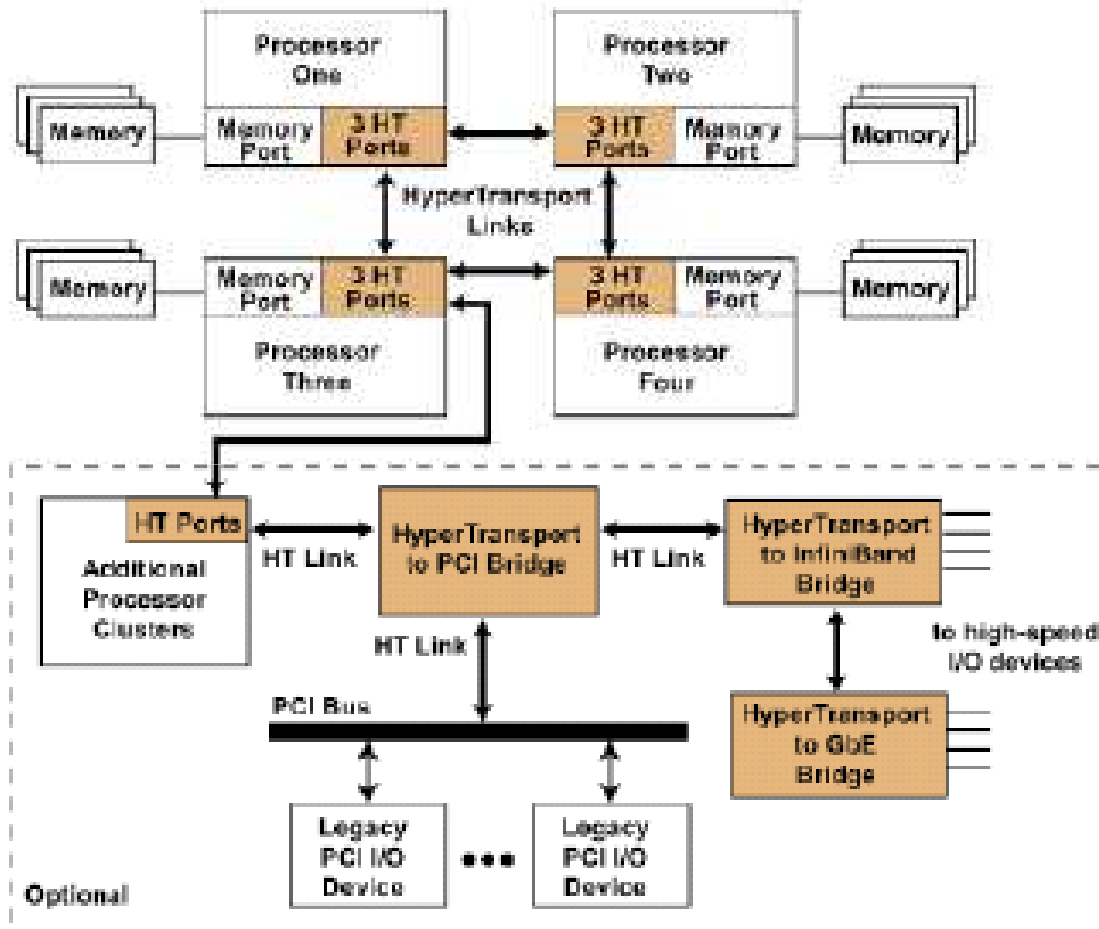 Processor
One
Processor
Two
Memory
Memory
Port
3 HT
Ports
3 HT
Ports
Memory
Port
Memory
HyperTransport
Links
Memory
Memory
Port
3 HT
Ports
3 HT
Ports
Memory
Port
Memory
Processor
Three
Processor
Four
HT Ports
Additional
Processor
Clusters
HT Link
HyperTransport
to PCI Bridge
HT Link
HyperTransport
to InfiniBand
Bridge
HT Link
to high-speed
I/O devices
PCI Bus
HyperTransport
to GbE
Bridge
Legacy
PCI I/O
Device
Legacy
PCI I/O
Device
Optional